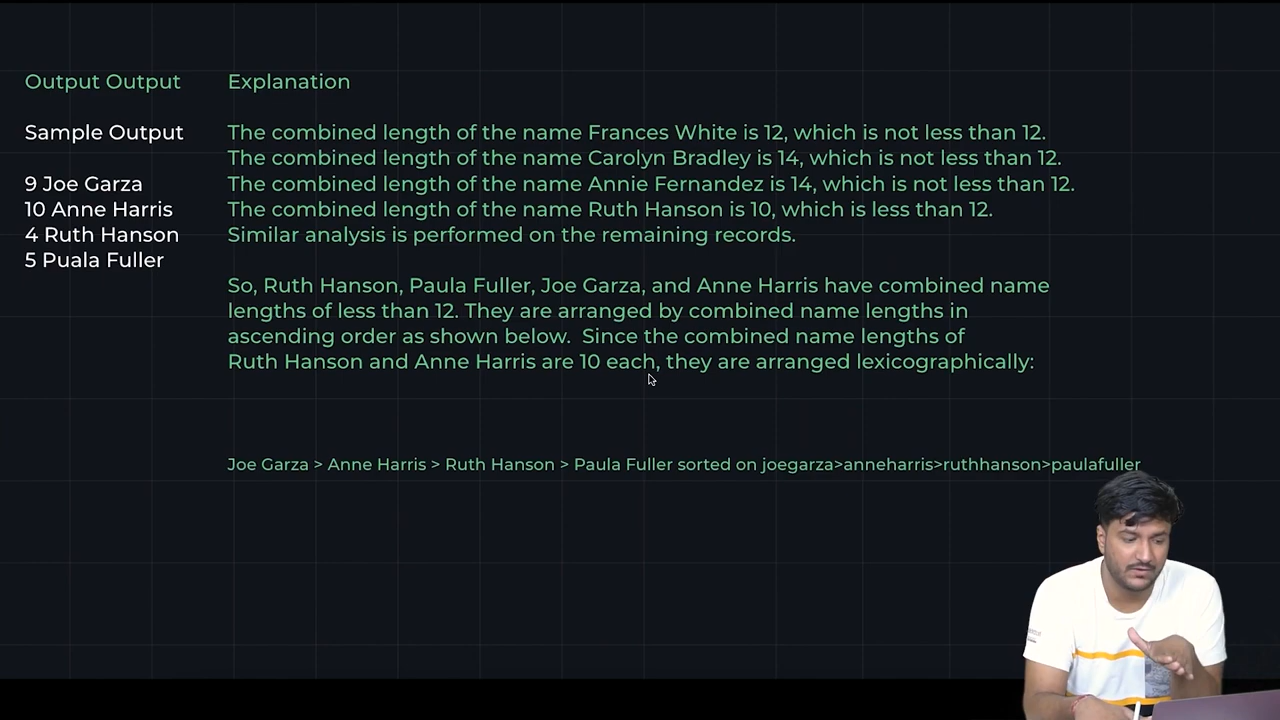 Output Output
Explanation
Sample Output
9 Joe Garza
10 Anne Harris
4 Ruth Hanson
5 Puala Fuller
The combined length of the name Frances White is 12, which is not less than 12.
The combined length of the name Carolyn Bradley is 14, which is not less than 12.
The combined length of the name Annie Fernandez is 14, which is not less than 12.
The combined length of the name Ruth Hanson is 10, which is less than 12.
Similar analysis is performed on the remaining records.
So, Ruth Hanson, Paula Fuller, Joe Garza, and Anne Harris have combined name
lengths of less than 12. They are arranged by combined name lengths in
ascending order as shown below.  Since the combined name lengths of
Ruth Hanson and Anne Harris are 10 each, they are arranged lexicographically:
Joe Garza > Anne Harris > Ruth Hanson > Paula Fuller sorted on joegarza>anneharris>ruthhanson>paulafuller